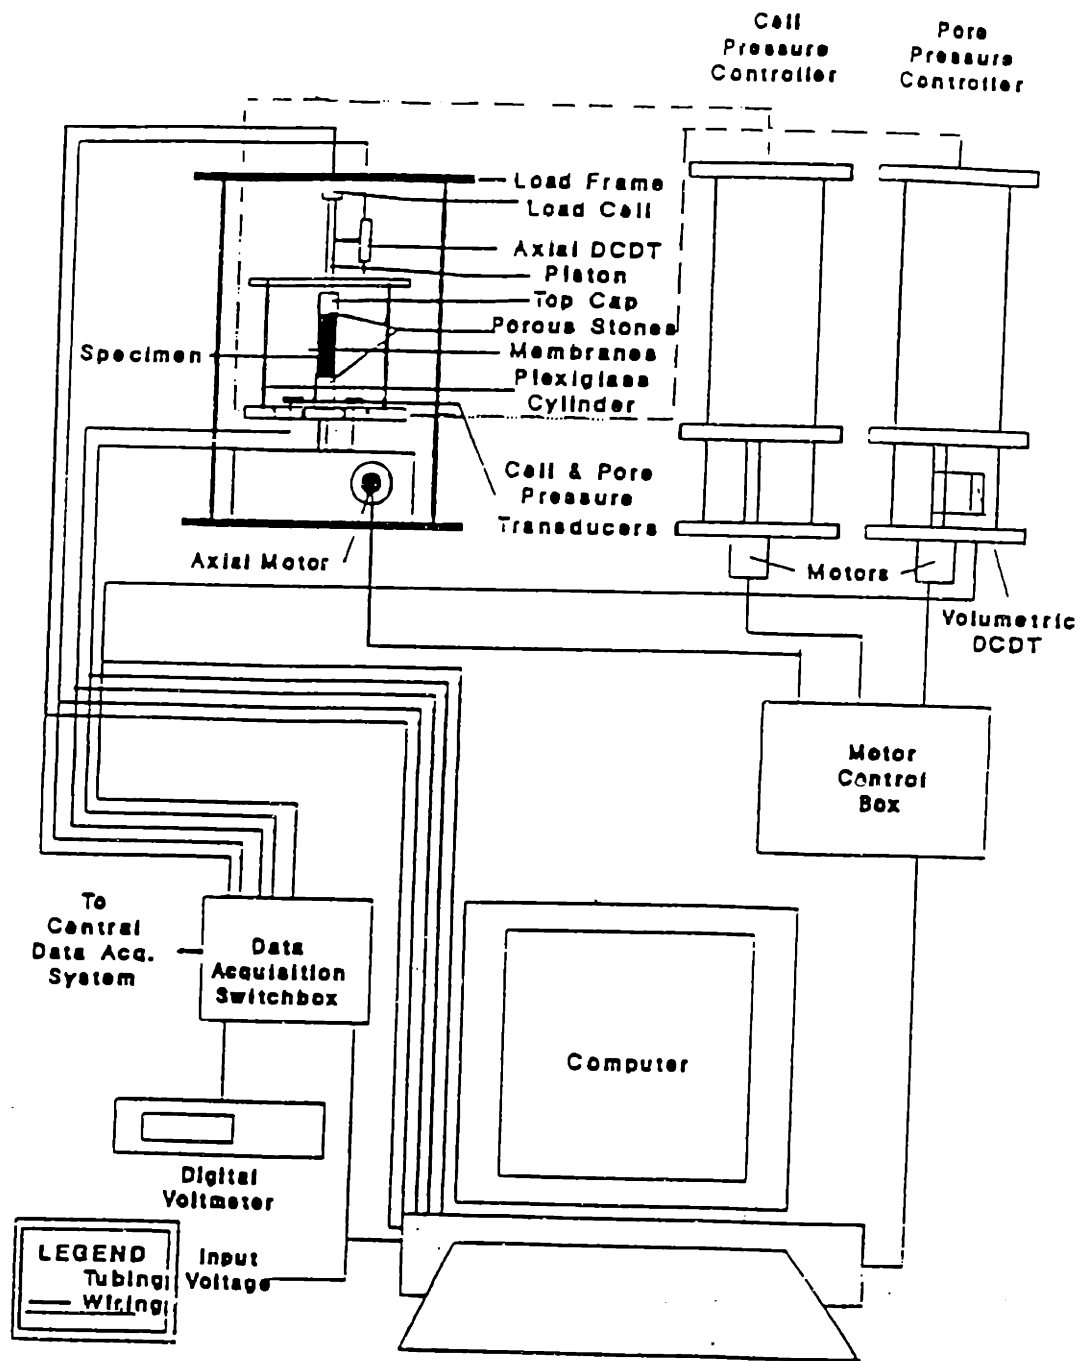 Cell
Pressure
Controller
Pore
Pressure
Controller
Load Frame
Load Cell
Axial DCDT
Piston
Top Cap
Porous Stones
Specimen
Membranes
Plexiglass
Cylinder
Cell & Pore
Pressure
Transducers
Axial Motor
Motors
Volumetric
DCDT
Motor
Control
Box
To
Central
Data Acq.
System
Data
Acquisition
Switchbox
Computer
Digital
Voltmeter
LEGEND
Tubing
Wiring
Input
Voltage